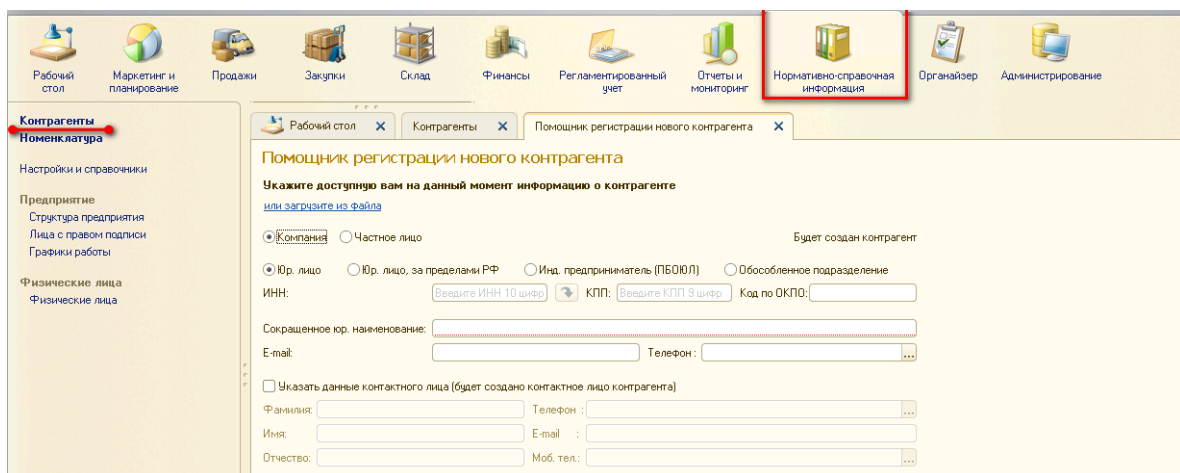 Рабочий стол
Маркетинг и планирование
Продажи
Закупки
Склад
Финансы
Регламентированный учет
Отчеты и мониторинг
Нормативно-справочная информация
Органайзер
Администрирование
Контрагенты
Номенклатура
Настройки и справочники
Предприятие
Структура предприятия
Лица с правом подписи
Графики работы
Физические лица
Физические лица
Рабочий стол Контрагенты Помощник регистрации нового контрагента
Помощник регистрации нового контрагента
Укажите доступную вам на данный момент информацию о контрагенте
или загрузите из файла
Компания Частное лицо Будет создан контрагент
Юр. лицо Юр. лицо, за пределами РФ Инд. предприниматель (ПБОЮЛ) Обособленное подразделение
ИНН: Введите ИНН 10 цифр КПП: Введите КПП 9 цифр Код по ОКПО:
Сокращенное юр. наименование:
E-mail: Телефон :
Указать данные контактного лица (будет создано контактное лицо контрагента)
Фамилия: Телефон :
Имя: E-mail :
Отчество: Моб. тел.: